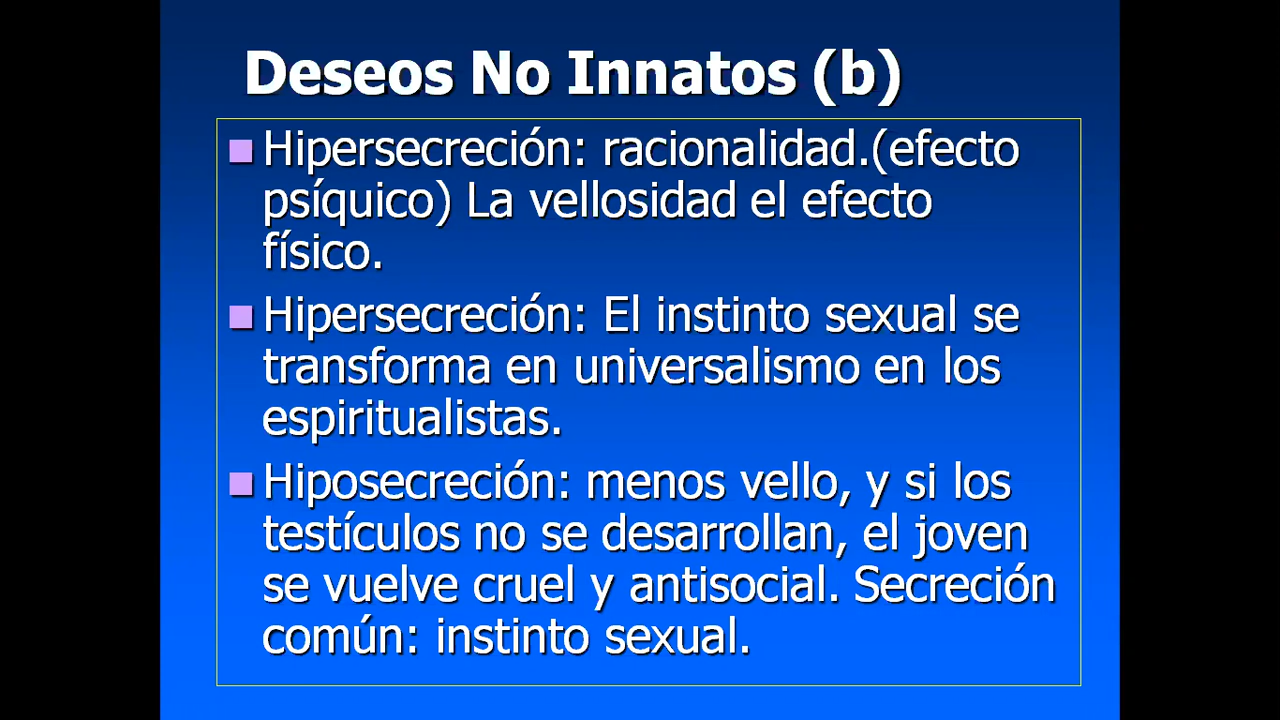 Deseos No Innatos (b)
Hipersecreción: racionalidad.(efecto
psíquico) La vellosidad el efecto
físico.
Hipersecreción: El instinto sexual se
transforma en universalismo en los
espiritualistas.
Hiposecreción: menos vello, y si los
testículos no se desarrollan, el joven
se vuelve cruel y antisocial. Secreción
común: instinto sexual.